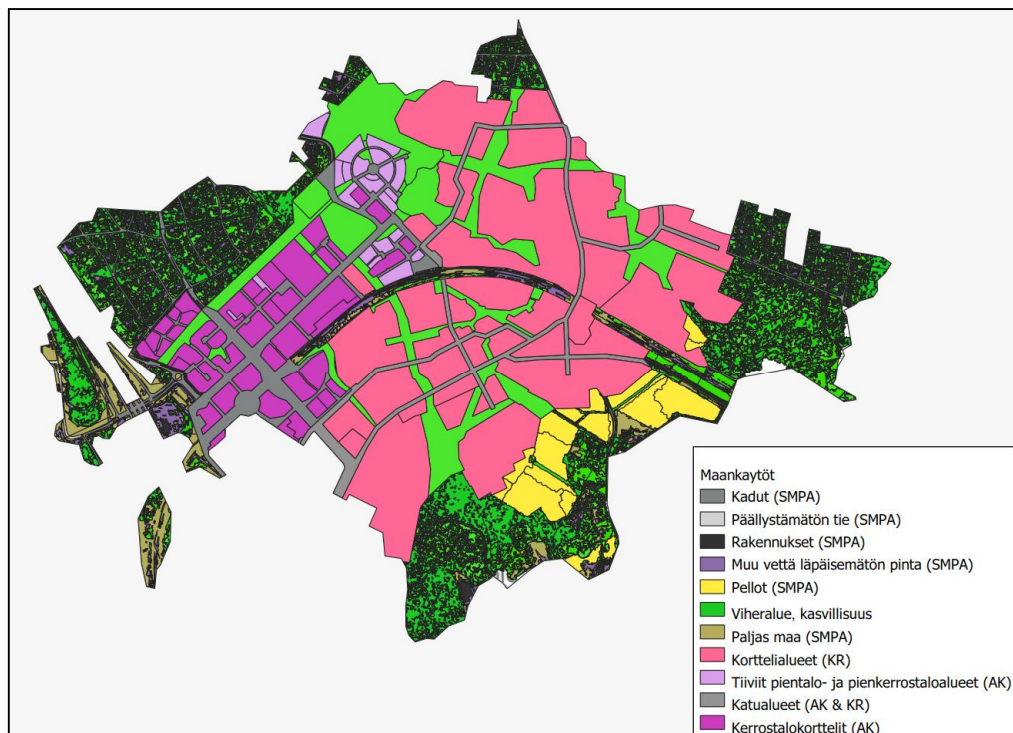 Maankaytöt
Kadut (SMPA)
Päällystämätön tie (SMPA)
Rakennukset (SMPA)
Muu vettä läpäisemätön pinta (SMPA)
Pellot (SMPA)
Viheralue, kasvillisuus
Paljas maa (SMPA)
Korttelialueet (KR)
Tiiviit pientalo- ja pienkerrostaloalueet (AK)
Katualueet (AK & KR)
Kerrostalokorttelit (AK)